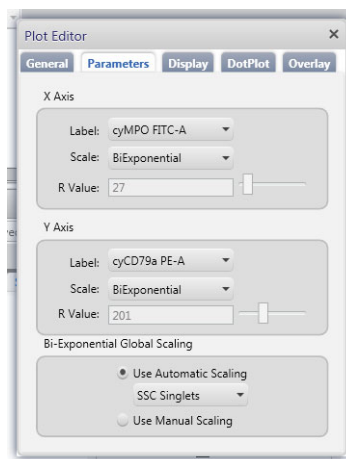 Plot Editor
General Parameters Display DotPlot Overlay
X Axis
Label: cyMPO FITC-A
Scale: BiExponential
R Value: 27
Y Axis
Label: cyCD79a PE-A
Scale: BiExponential
R Value: 201
Bi-Exponential Global Scaling
Use Automatic Scaling
SSC Singlets
Use Manual Scaling